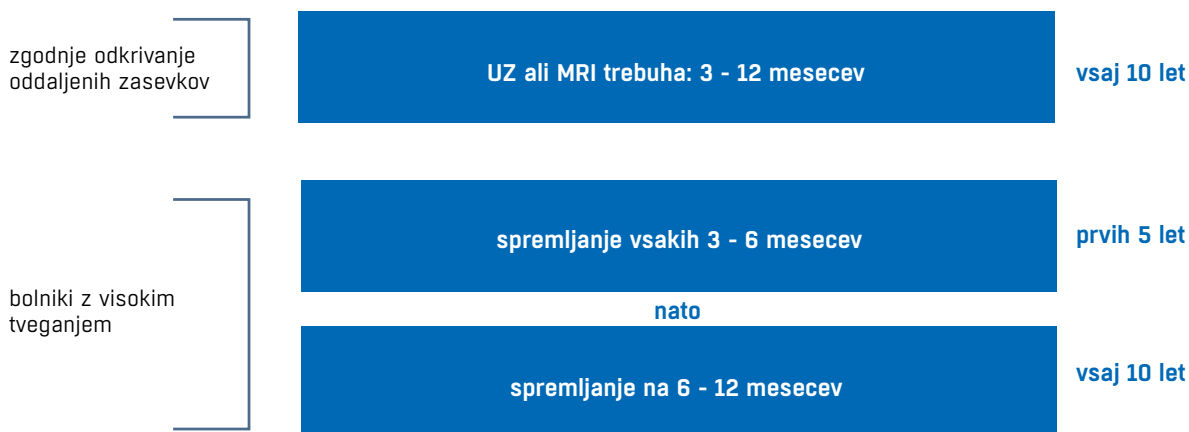 zgodnje odkrivanje
oddaljenih zasevkov
UZ ali MRI trebuha: 3 - 12 mesecev
vsaj 10 let
bolniki z visokim
tveganjem
spremljanje vsakih 3 - 6 mesecev
prvih 5 let
nato
spremljanje na 6 - 12 mesecev
vsaj 10 let